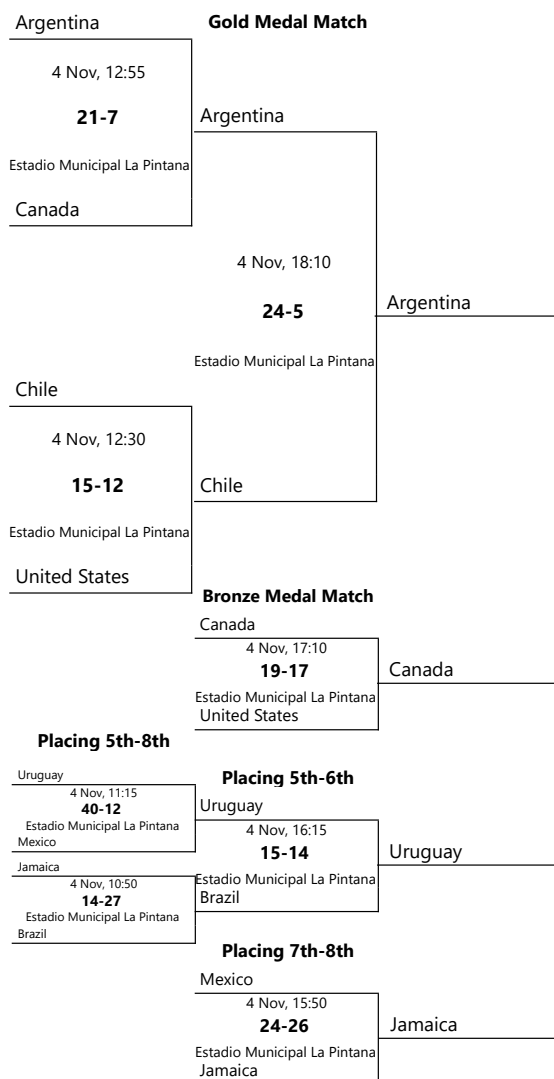 Argentina
Gold Medal Match
4 Nov, 12:55
21-7
Argentina
Estadio Municipal La Pintana
Canada
4 Nov, 18:10
24-5
Argentina
Estadio Municipal La Pintana
Chile
4 Nov, 12:30
15-12
Chile
Estadio Municipal La Pintana
United States
Bronze Medal Match
Canada
4 Nov, 17:10
19-17
Canada
Estadio Municipal La Pintana
United States
Placing 5th-8th
Uruguay
4 Nov, 11:15
40-12
Estadio Municipal La Pintana
Mexico
Jamaica
4 Nov, 10:50
14-27
Estadio Municipal La Pintana
Brazil
Placing 5th-6th
Uruguay
4 Nov, 16:15
15-14
Uruguay
Estadio Municipal La Pintana
Brazil
Placing 7th-8th
Mexico
4 Nov, 15:50
24-26
Jamaica
Estadio Municipal La Pintana
Jamaica